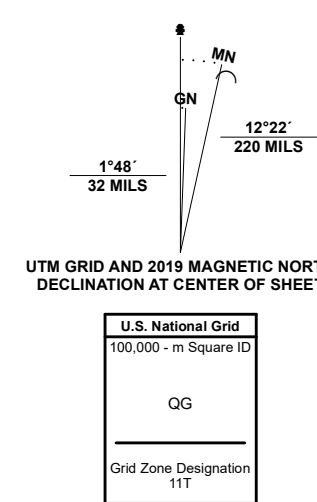 MN
GN
12°22´
220 MILS
1°48´
32 MILS
UTM GRID AND 2019 MAGNETIC NORT
DECLINATION AT CENTER OF SHEET
U.S. National Grid
100,000 - m Square ID
QG
Grid Zone Designation
11T